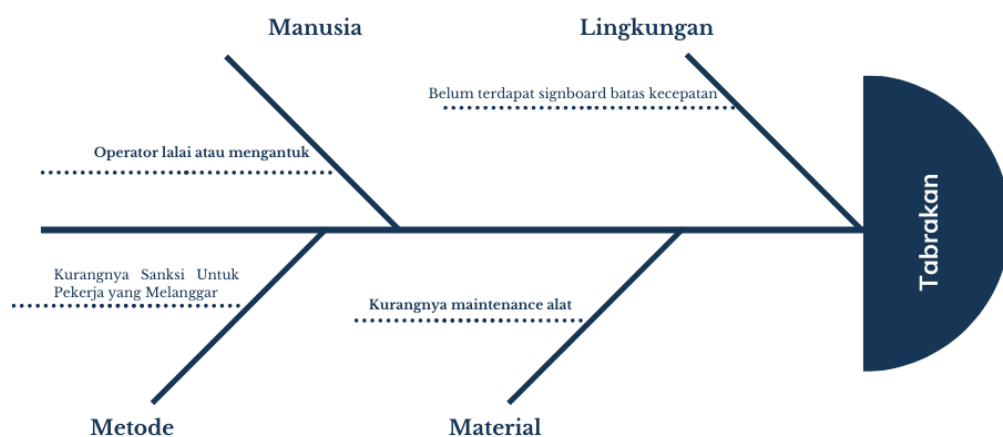 Manusia
Lingkungan
Belum terdapat signboard batas kecepatan
Operator lalai atau mengantuk
Tabrakan
Kurangnya Sanksi Untuk
Pekerja yang Melanggar
Kurangnya maintenance alat
Metode
Material